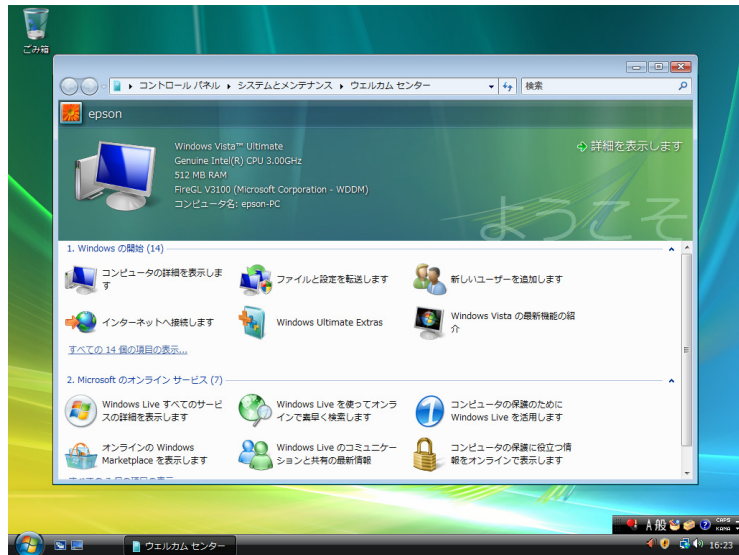 ごみ箱
コントロール パネル ▸ システムとメンテナンス ▸ ウェルカム センター
検索
epson
Windows Vista™ Ultimate
Genuine Intel(R) CPU 3.00GHz
512 MB RAM
FireGL V3100 (Microsoft Corporation - WDDM)
コンピュータ名: epson-PC
詳細を表示します
ようこそ
1. Windows の開始 (14)
コンピュータの詳細を表示しま
す
ファイルと設定を転送します
新しいユーザーを追加します
インターネットへ接続します
Windows Ultimate Extras
Windows Vista の最新機能の紹
介
すべての 14 個の項目の表示...
2. Microsoft のオンライン サービス (7)
Windows Live すべてのサービ
スの詳細を表示します
Windows Live を使ってオンラ
インで素早く検索します
コンピュータの保護のために
Windows Live を活用します
オンラインの Windows
Marketplace を表示します
Windows Live のコミュニケー
ションと共有の最新情報
コンピュータの保護に役立つ情
報をオンラインで表示します
A 般
CAPS
KANA
ウェルカム センター
16:23